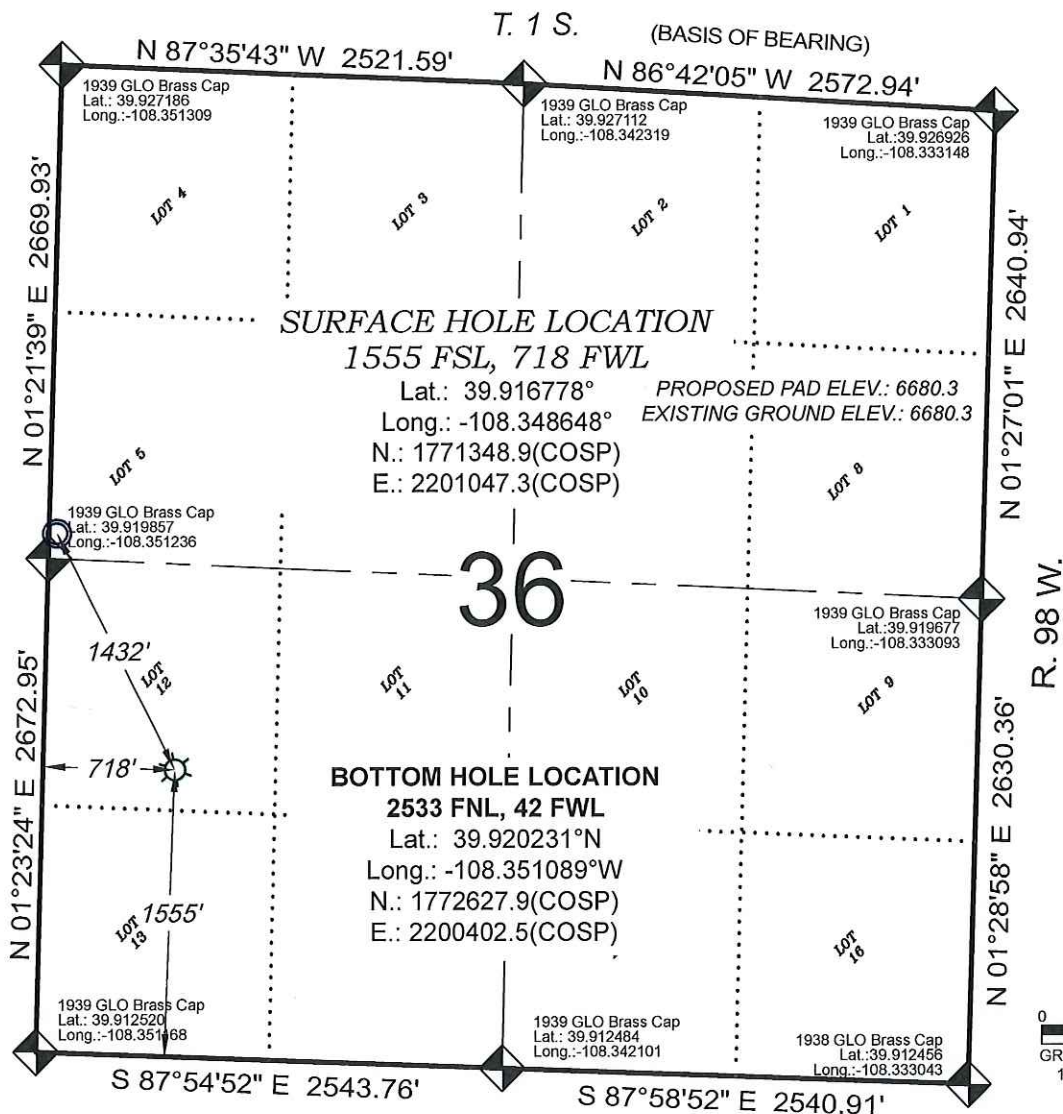 T. 1 S.
(BASIS OF BEARING)
N 87°35'43" W 2521.59'
N 86°42'05" W 2572.94'
1939 GLO Brass Cap
Lat.: 39.927186
Long.:-108.351309
1939 GLO Brass Cap
Lat.: 39.927112
Long.:-108.342319
1939 GLO Brass Cap
Lat.:39.926926
Long.:-108.333148
N 01°21'39" E 2669.93'
LOT 4
LOT 3
LOT 2
LOT 1
N 01°27'01" E 2640.94'
SURFACE HOLE LOCATION
1555 FSL, 718 FWL
Lat.: 39.916778°
Long.: -108.348648°
N.: 1771348.9(COSP)
E.: 2201047.3(COSP)
PROPOSED PAD ELEV.: 6680.3
EXISTING GROUND ELEV.: 6680.3
LOT 5
LOT 8
1939 GLO Brass Cap
Lat.: 39.919857
Long.:-108.351236
36
1939 GLO Brass Cap
Lat.:39.919677
Long.:-108.333093
R. 98 W.
1432'
LOT
12
LOT
11
LOT
10
LOT 9
N 01°23'24" E 2672.95'
718'
BOTTOM HOLE LOCATION
2533 FNL, 42 FWL
Lat.: 39.920231°N
Long.: -108.351089°W
N.: 1772627.9(COSP)
E.: 2200402.5(COSP)
N 01°28'58" E 2630.36'
1555'
LOT
13
LOT
16
1939 GLO Brass Cap
Lat.: 39.912520
Long.:-108.351168
1939 GLO Brass Cap
Lat.: 39.912484
Long.:-108.342101
1938 GLO Brass Cap
Lat.:39.912456
Long.:-108.333043
0
GR
1
S 87°54'52" E 2543.76'
S 87°58'52" E 2540.91'